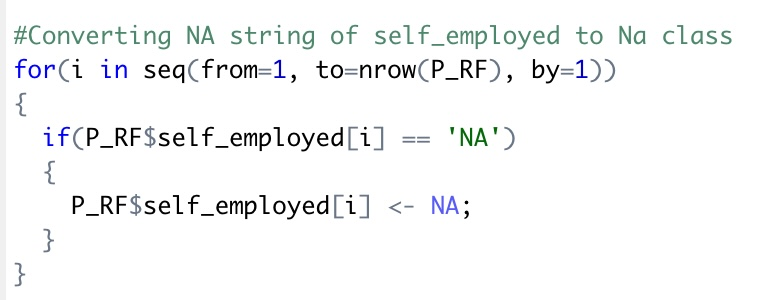 #Converting NA string of self_employed to Na class
for(i in seq(from=1, to=nrow(P_RF), by=1))
{
  if(P_RF$self_employed[i] == 'NA')
  {
    P_RF$self_employed[i] <- NA;
  }
}